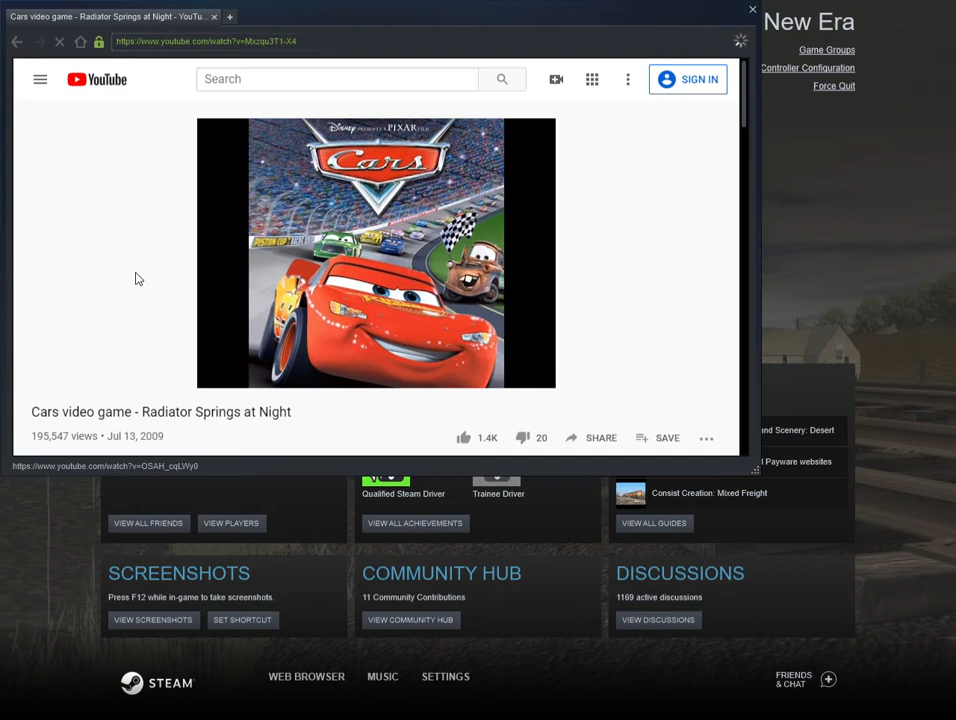 Cars video game - Radiator Springs at Night - YouTu...
New Era
https://www.youtube.com/watch?v=Mxzqu3T1-X4
Game Groups
Controller Configuration
Force Quit
YouTube
Search
SIGN IN
DISNEY PRESENTS A PIXAR FILM
Cars
Cars video game - Radiator Springs at Night
195,547 views • Jul 13, 2009
1.4K
20
SHARE
SAVE
https://www.youtube.com/watch?v=OSAH_cqLWy0
and Scenery: Desert
Payware websites
Consist Creation: Mixed Freight
Qualified Steam Driver
Trainee Driver
VIEW ALL FRIENDS
VIEW PLAYERS
VIEW ALL ACHIEVEMENTS
VIEW ALL GUIDES
SCREENSHOTS
Press F12 while in-game to take screenshots.
VIEW SCREENSHOTS
SET SHORTCUT
COMMUNITY HUB
11 Community Contributions
VIEW COMMUNITY HUB
DISCUSSIONS
1169 active discussions
VIEW DISCUSSIONS
STEAM
WEB BROWSER
MUSIC
SETTINGS
FRIENDS
& CHAT